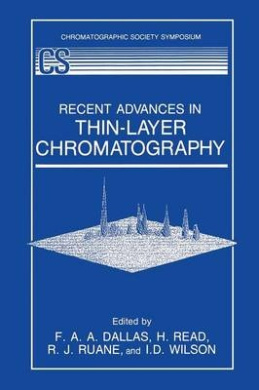 CHROMATOGRAPHIC SOCIETY SYMPOSIUM
CS
RECENT ADVANCES IN
THIN-LAYER
CHROMATOGRAPHY
Edited by
F. A. A. DALLAS, H. READ,
R. J. RUANE, and I.D. WILSON